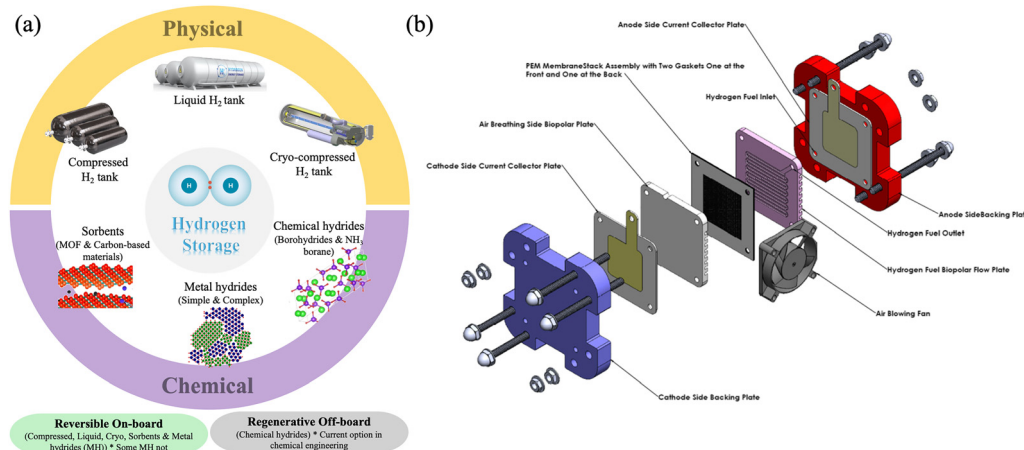 (a)
Physical
Liquid H2 tank
Compressed
H2 tank
Cryo-compressed
H2 tank
H
H
Hydrogen
Storage
Sorbents
(MOF & Carbon-based
materials)
Chemical hydrides
(Borohydrides & NH3
borane)
Metal hydrides
(Simple & Complex)
Chemical
Reversible On-board
(Compressed, Liquid, Cryo, Sorbents & Metal
hydrides (MH)) * Some MH not
Regenerative Off-board
(Chemical hydrides) * Current option in
chemical engineering
(b)
Anode Side Current Collector Plate
PEM MembraneStack Assembly with Two Gaskets One at the
Front and One at the Back
Hydrogen Fuel Inlet
Air Breathing Side Biopolar Plate
Cathode Side Current Collector Plate
Anode SideBacking Plat
Hydrogen Fuel Outlet
Hydrogen Fuel Biopolar Flow Plate
Air Blowing Fan
Cathode Side Backing Plate